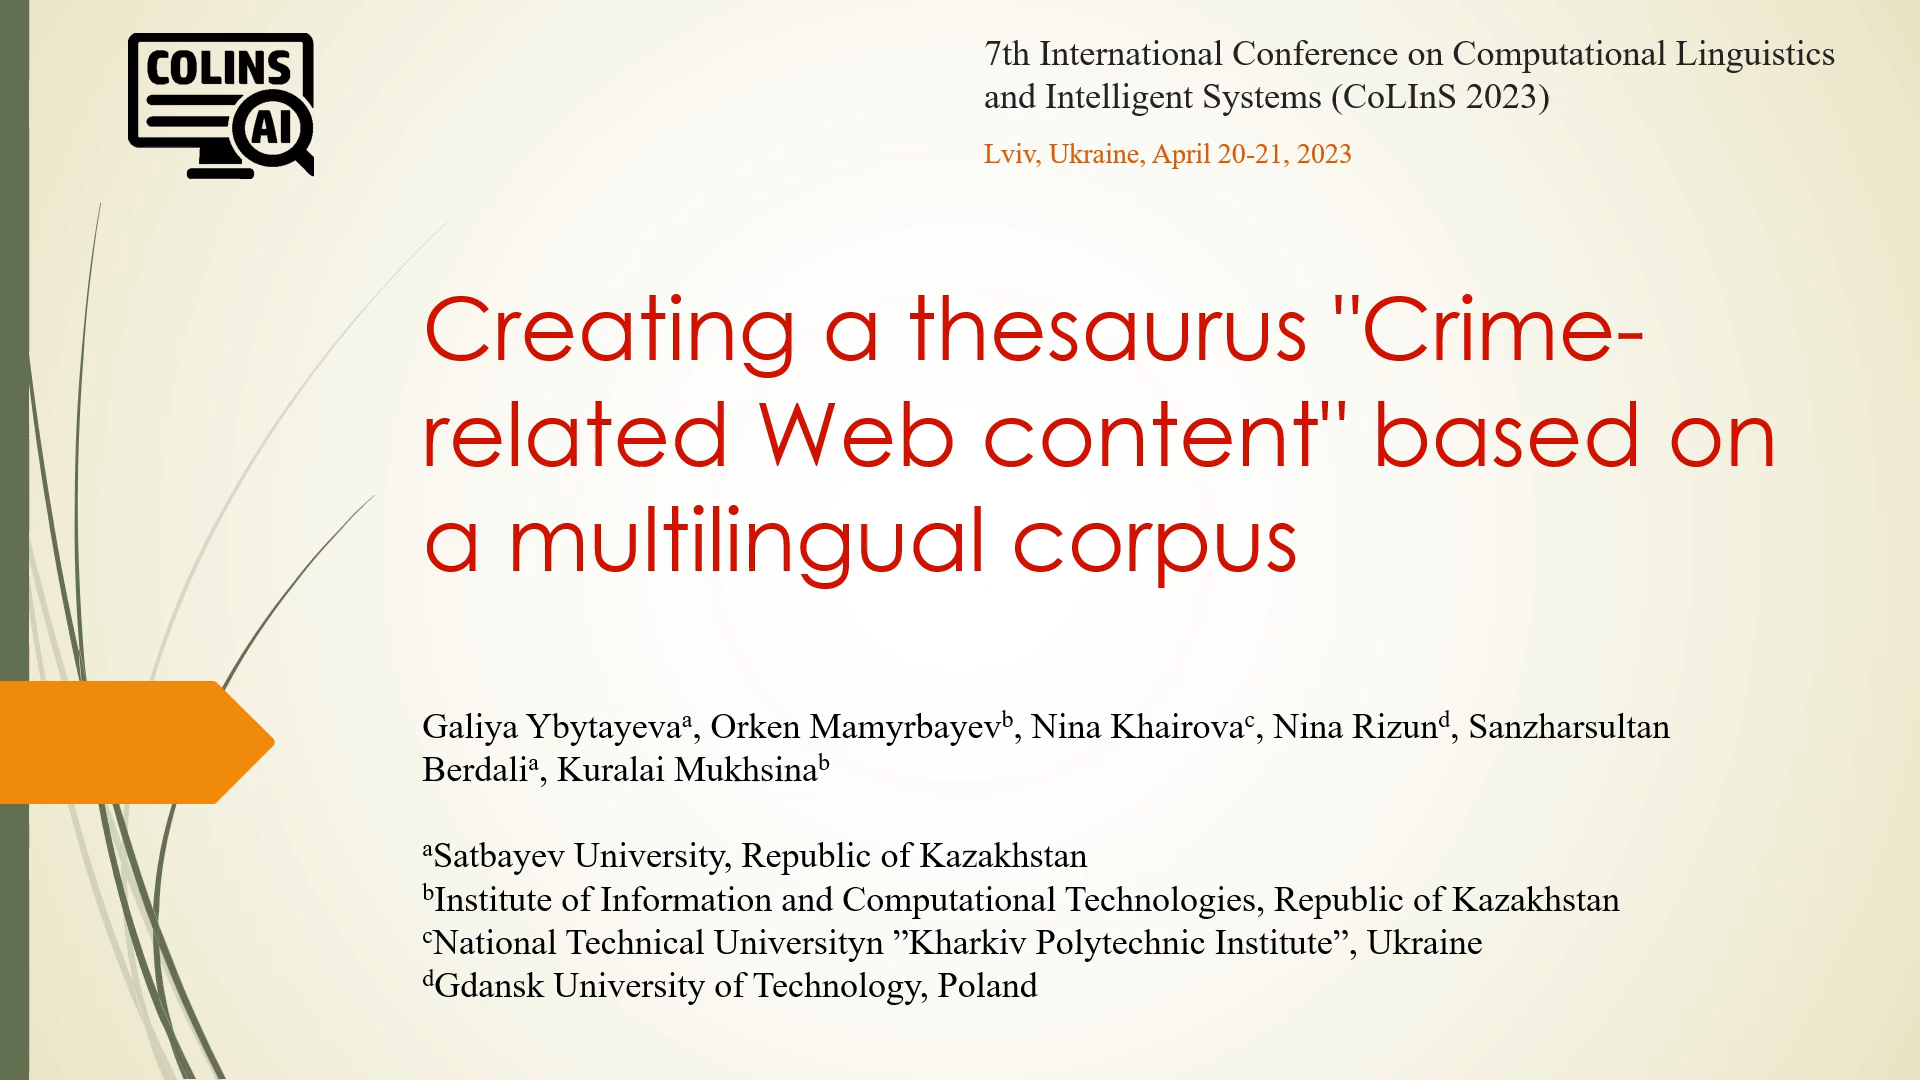 COLINS
AI
7th International Conference on Computational Linguistics
and Intelligent Systems (CoLInS 2023)
Lviv, Ukraine, April 20-21, 2023
Creating a thesaurus "Crime-
related Web content" based on
a multilingual corpus
Galiya Ybytayevaᵃ, Orken Mamyrbayevᵇ, Nina Khairovaᶜ, Nina Rizunᵈ, Sanzharsultan
Berdaliᵃ, Kuralai Mukhsinaᵇ
ᵃSatbayev University, Republic of Kazakhstan
ᵇInstitute of Information and Computational Technologies, Republic of Kazakhstan
ᶜNational Technical Universityn ”Kharkiv Polytechnic Institute”, Ukraine
ᵈGdansk University of Technology, Poland